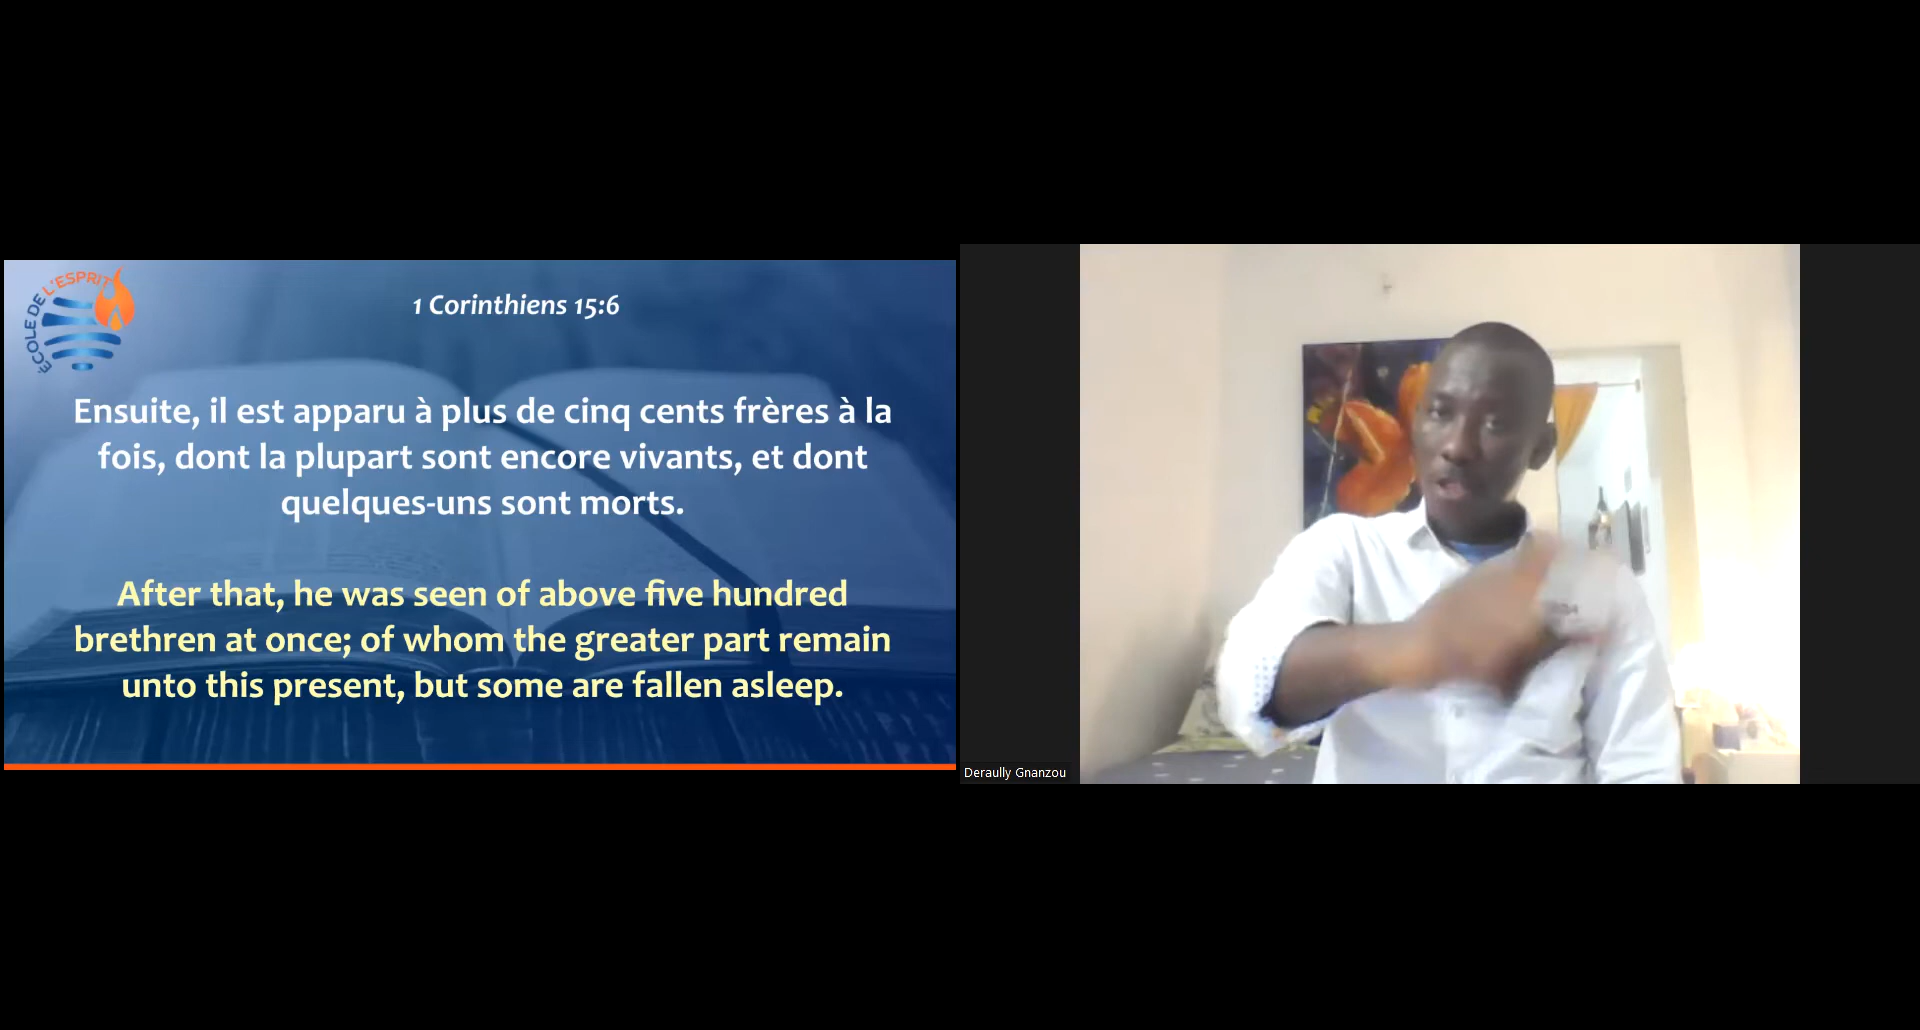 ÉCOLE DE L'ESPRIT
1 Corinthiens 15:6
Ensuite, il est apparu à plus de cinq cents frères à la
fois, dont la plupart sont encore vivants, et dont
quelques-uns sont morts.
After that, he was seen of above five hundred
brethren at once; of whom the greater part remain
unto this present, but some are fallen asleep.
Deraully Gnanzou